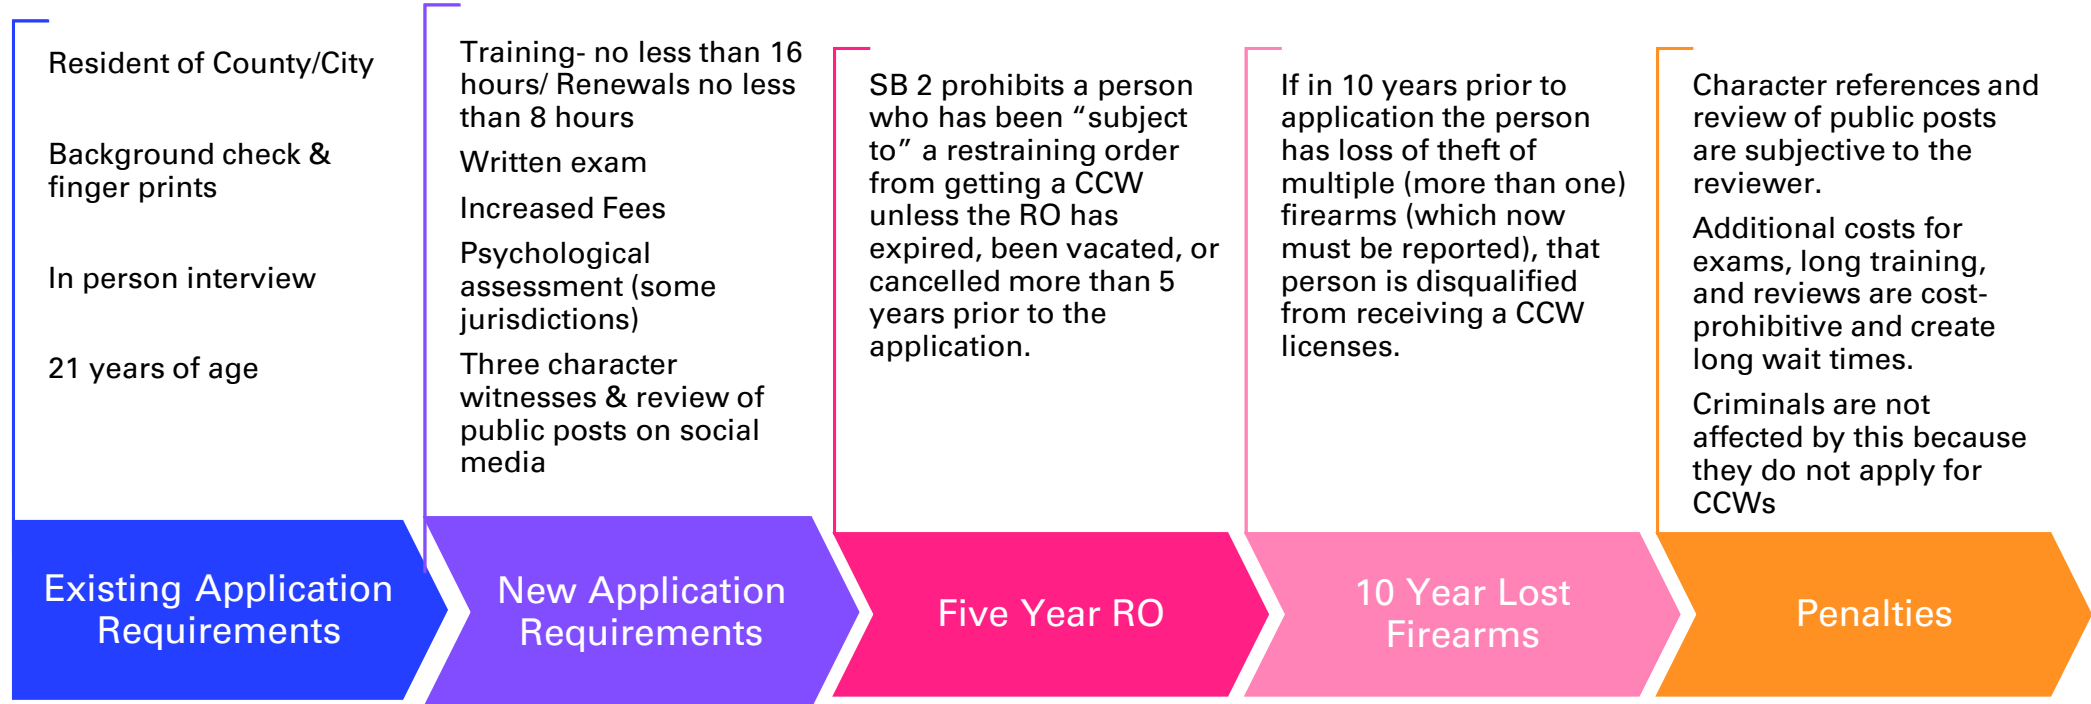 Resident of County/City
Background check &
finger prints
In person interview
21 years of age
Existing Application
Requirements
Training- no less than 16
hours/ Renewals no less
than 8 hours
Written exam
Increased Fees
Psychological
assessment (some
jurisdictions)
Three character
witnesses & review of
public posts on social
media
New Application
Requirements
SB 2 prohibits a person
who has been “subject
to” a restraining order
from getting a CCW
unless the RO has
expired, been vacated, or
cancelled more than 5
years prior to the
application.
Five Year RO
If in 10 years prior to
application the person
has loss of theft of
multiple (more than one)
firearms (which now
must be reported), that
person is disqualified
from receiving a CCW
licenses.
10 Year Lost
Firearms
Character references and
review of public posts
are subjective to the
reviewer.
Additional costs for
exams, long training,
and reviews are cost-
prohibitive and create
long wait times.
Criminals are not
affected by this because
they do not apply for
CCWs
Penalties